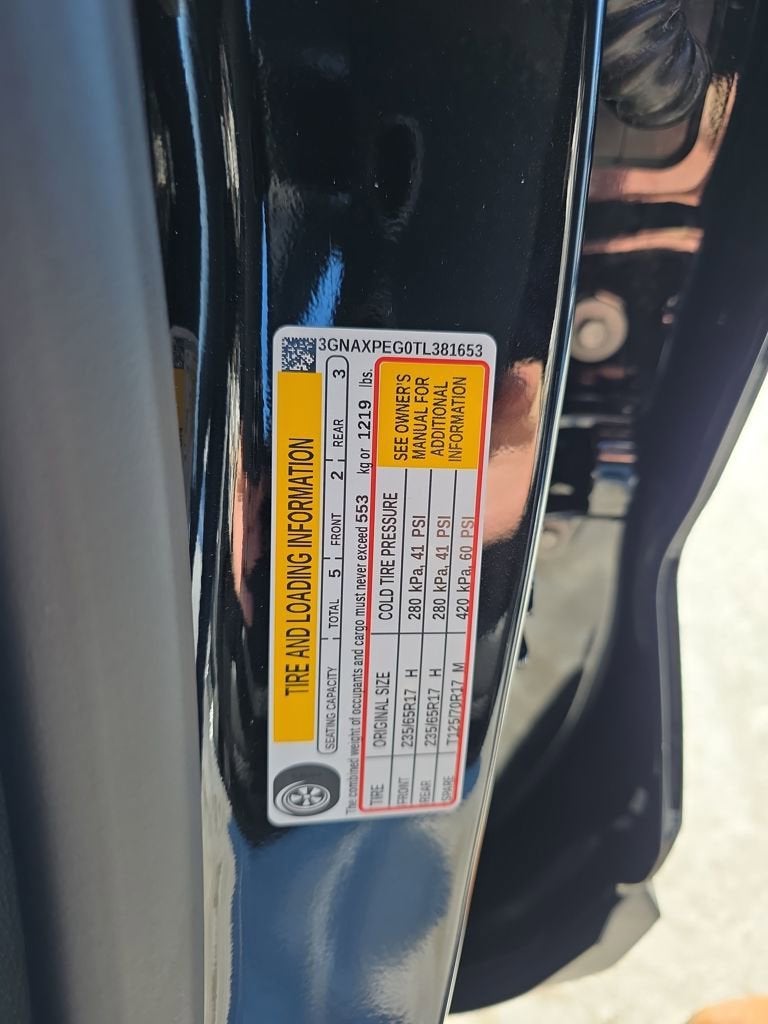 3GNAXPEG0TL381653
TIRE AND LOADING INFORMATION
SEATING CAPACITY TOTAL 5 FRONT 2 REAR 3
The combined weight of occupants and cargo must never exceed 553 kg or 1219 lbs.
TIRE ORIGINAL SIZE COLD TIRE PRESSURE
FRONT 235/65R17 H 280 kPa, 41 PSI
REAR 235/65R17 H 280 kPa, 41 PSI
SPARE T125/70R17 M 420 kPa, 60 PSI
SEE OWNER'S
MANUAL FOR
ADDITIONAL
INFORMATION